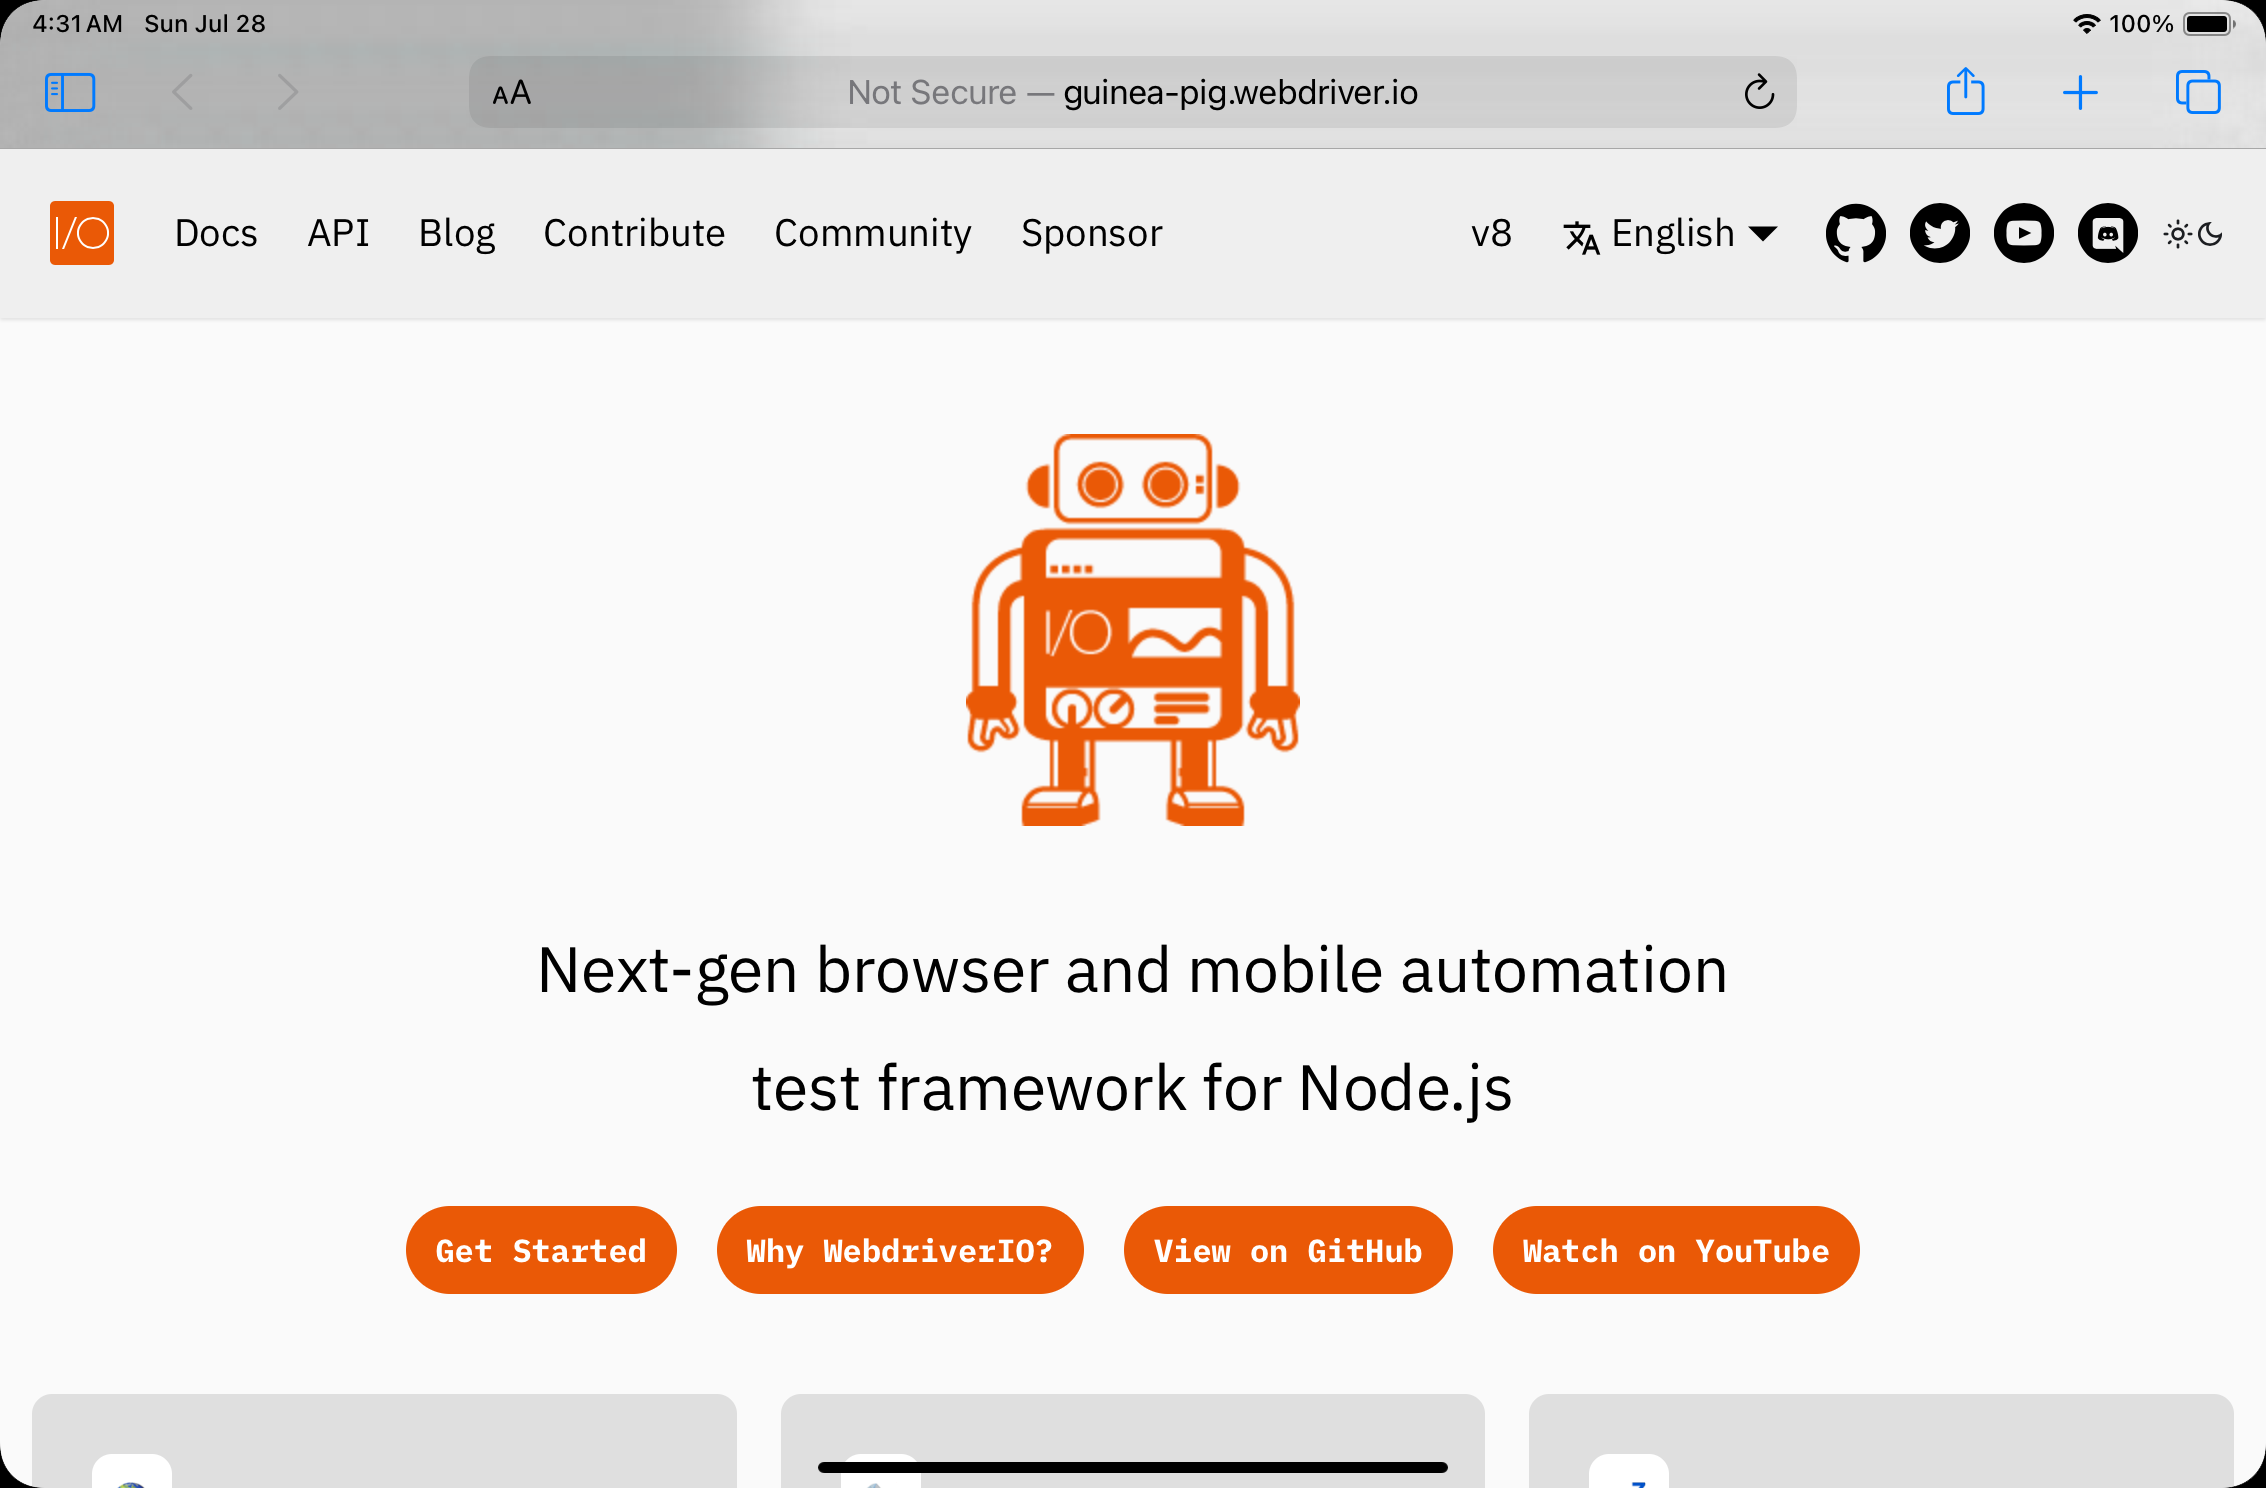 4:31 AM Sun Jul 28
100%
AA
Not Secure — guinea-pig.webdriver.io
I/O Docs API Blog Contribute Community Sponsor v8 English
I/O
Next-gen browser and mobile automation
test framework for Node.js
Get Started Why WebdriverIO? View on GitHub Watch on YouTube